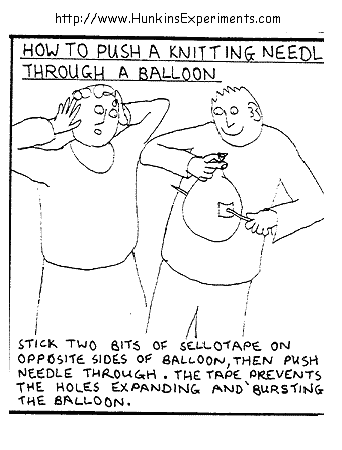 http://www.HunkinsExperiments.com
HOW TO PUSH A KNITTING NEEDL
THROUGH A BALLOON
STICK TWO BITS OF SELLOTAPE ON
OPPOSITE SIDES OF BALLOON, THEN PUSH
NEEDLE THROUGH. THE TAPE PREVENTS
THE HOLES EXPANDING AND BURSTING
THE BALLOON.